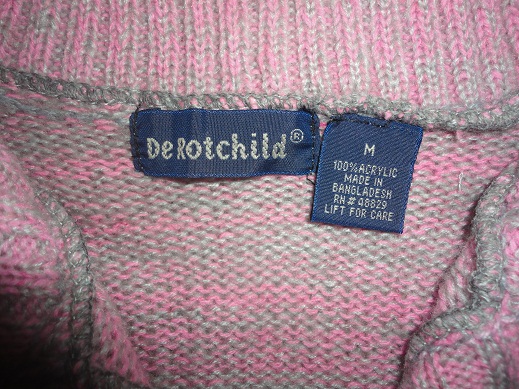 DeRotchild®
M
100% ACRYLIC
MADE IN
BANGLADESH
RN# 48829
LIFT FOR CARE